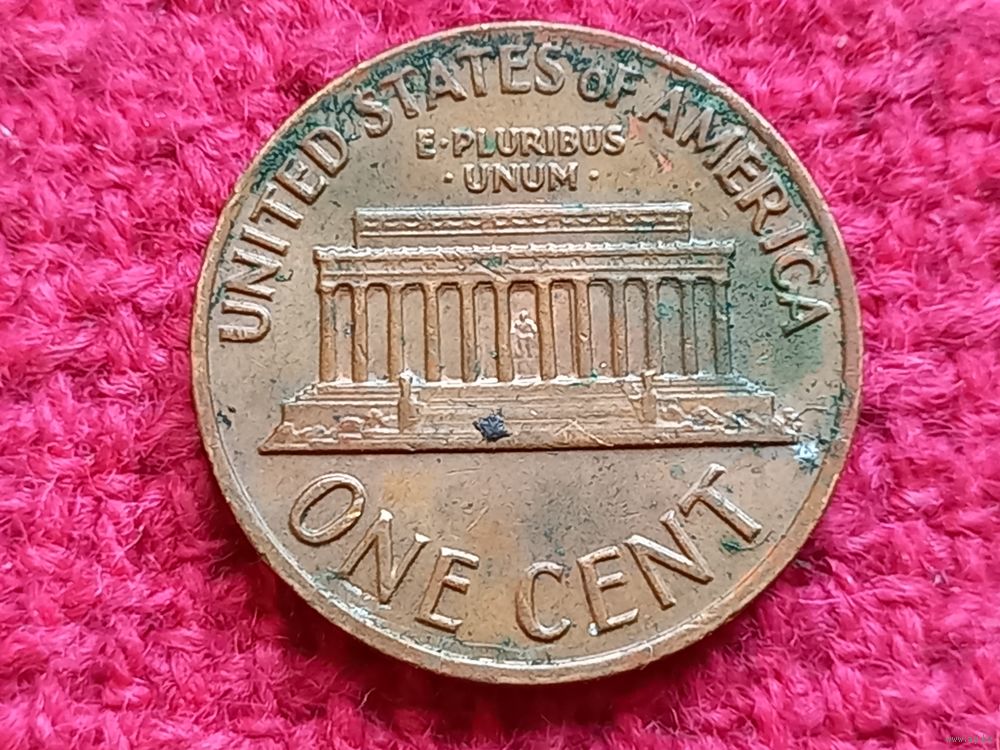 UNITED STATES OF AMERICA
E·PLURIBUS
·UNUM·
ONE CENT